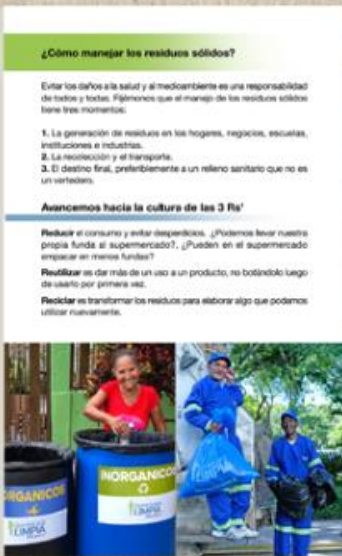 ¿Cómo manejar los residuos sólidos?
Evitar los daños a la salud y al medioambiente es una responsabilidad
de todos y todas. Fijémonos que el manejo de los residuos sólidos
tiene tres momentos:
1. La generación de residuos en los hogares, negocios, escuelas,
instituciones e industrias.
2. La recolección y el transporte.
3. El destino final, preferiblemente a un relleno sanitario que no es
un vertedero.
Avancemos hacia la cultura de las 3 Rs'
Reducir el consumo y evitar desperdicios. ¿Podemos llevar nuestra
propia funda al supermercado?, ¿Pueden en el supermercado
empacar en menos fundas?
Reutilizar es dar más de un uso a un producto, no botándolo luego
de usarlo por primera vez.
Reciclar es transformar los residuos para elaborar algo que podamos
utilizar nuevamente.
ORGANICOS
LIMPIA
INORGANICO
LIMPIA